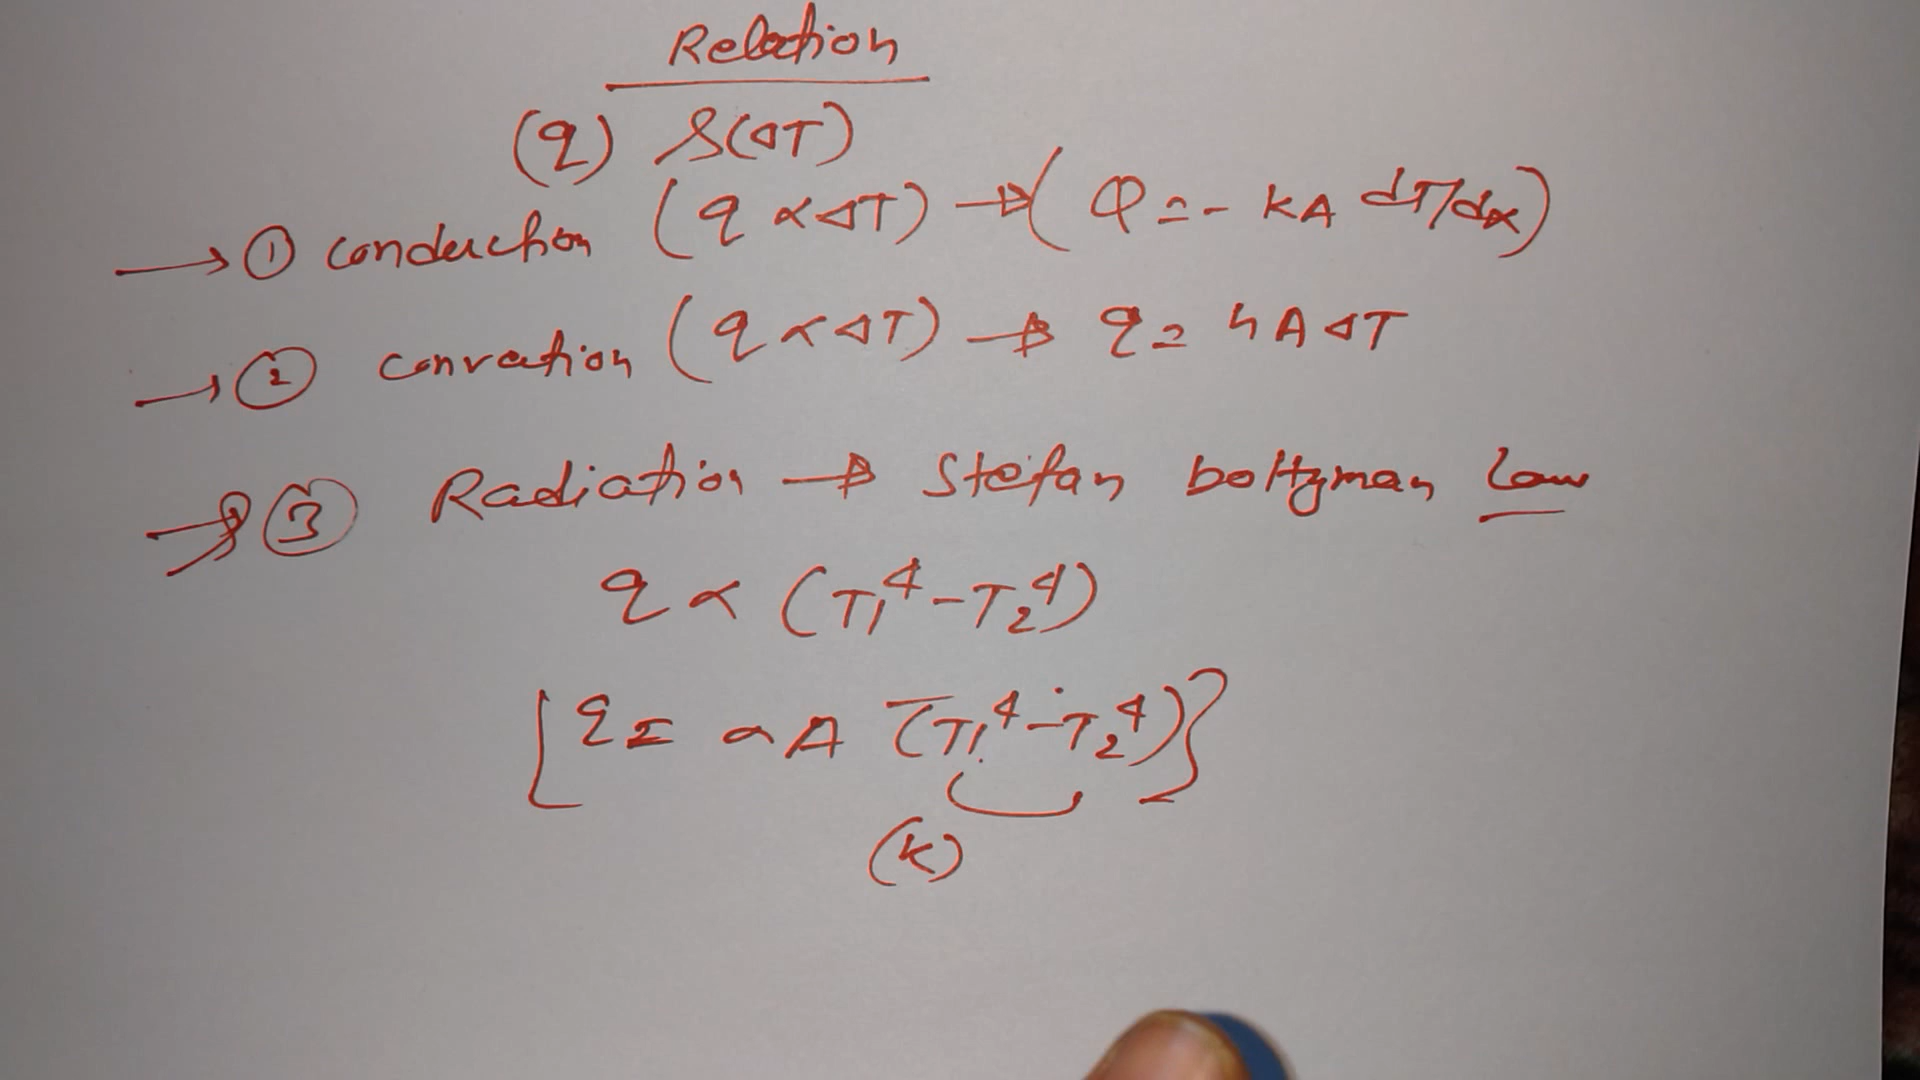 Relation
(q) & (ΔT)
→ ① conduction (q ∝ ΔT) → (Q = - kA dT/dx)
→ ② convection (q ∝ ΔT) → q = hAΔT
→ ③ Radiation → Stefan boltzman law
q ∝ (T₁⁴ - T₂⁴)
[q = σA (T₁⁴ - T₂⁴)}
(k)